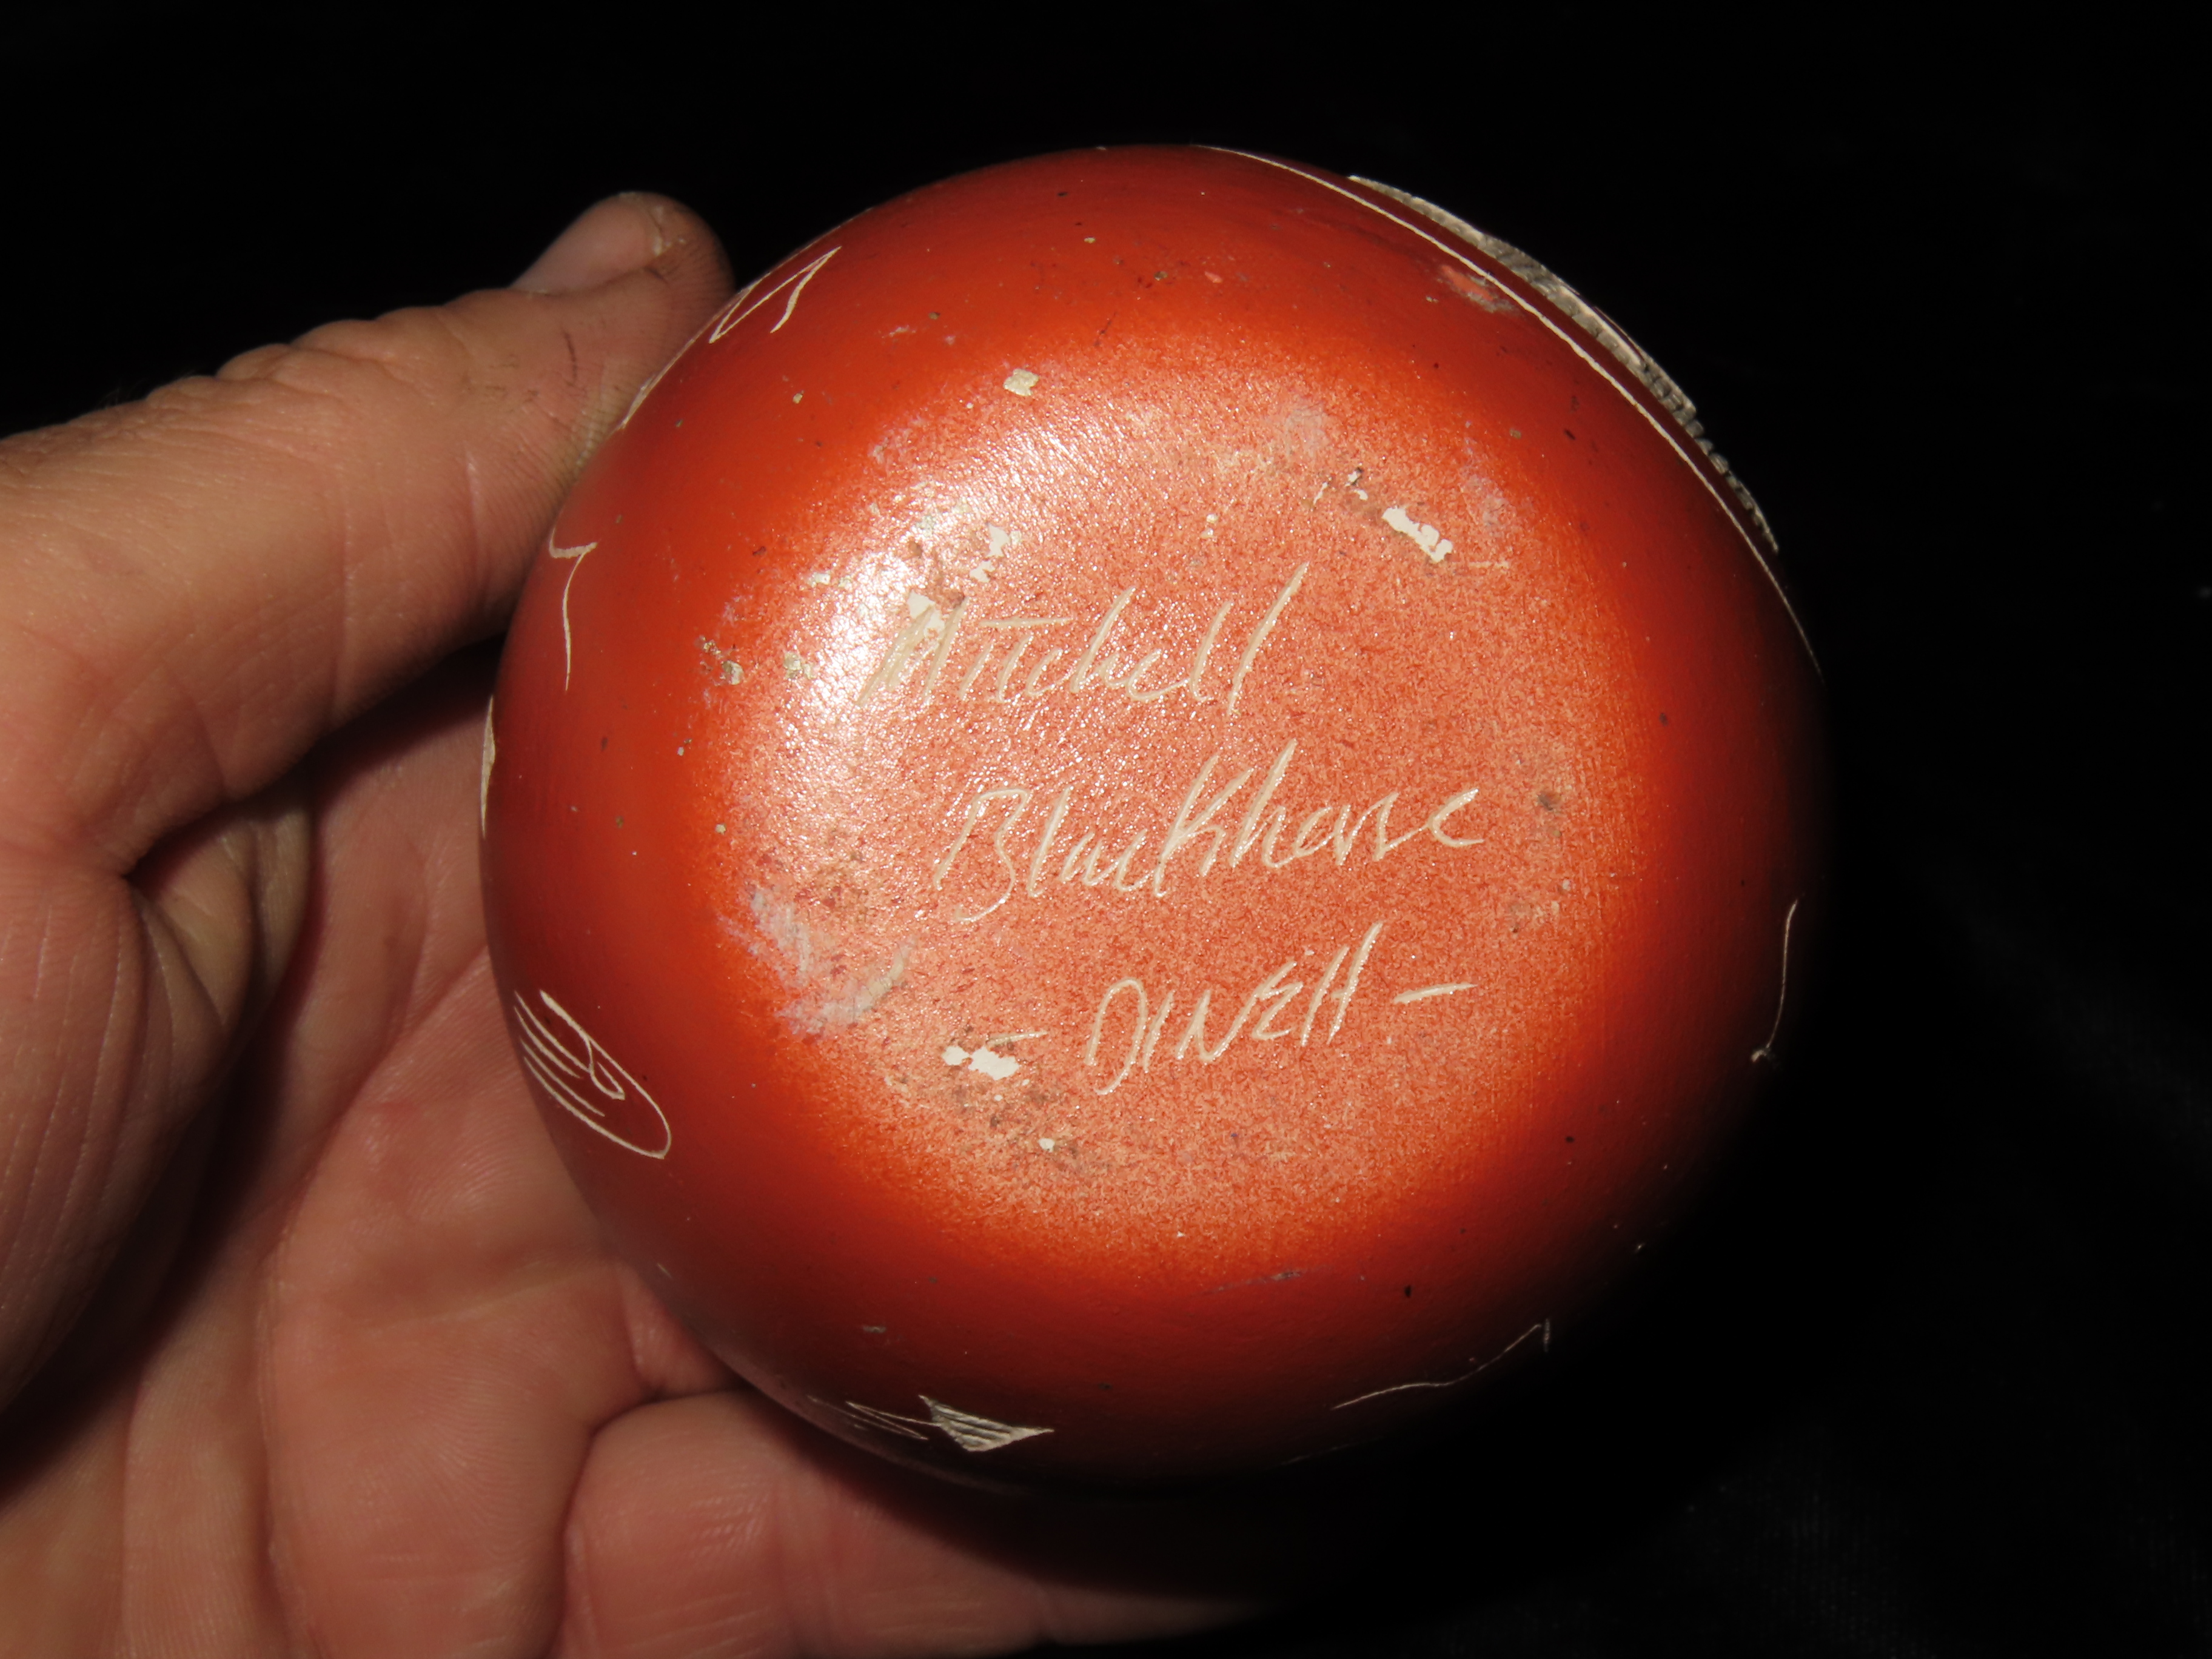 Mitchell
Blackhorse
- DINEH -